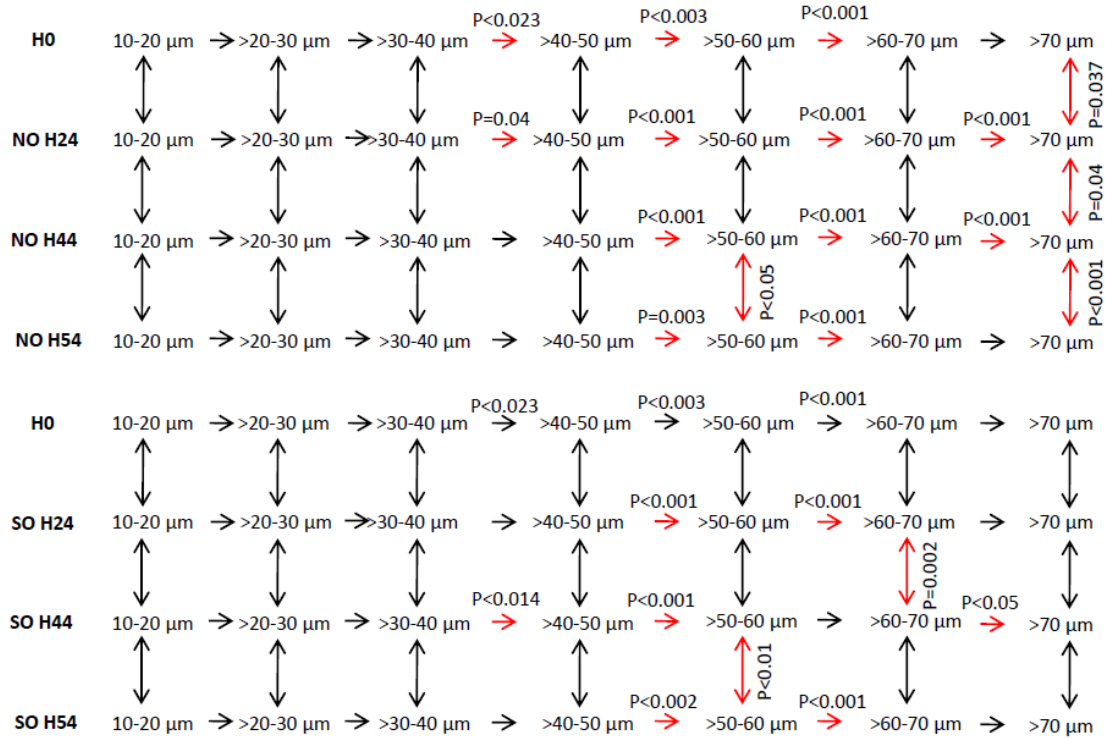 P<0.023 P<0.003 P<0.001
H0 10-20 µm >20-30 µm >30-40 µm >40-50 µm >50-60 µm >60-70 µm >70 µm
P=0.037
P=0.04 P<0.001 P<0.001 P<0.001
NO H24 10-20 µm >20-30 µm >30-40 µm >40-50 µm >50-60 µm >60-70 µm >70 µm
P=0.04
P<0.001 P<0.001 P<0.001
NO H44 10-20 µm >20-30 µm >30-40 µm >40-50 µm >50-60 µm >60-70 µm >70 µm
P<0.05 P<0.001
P=0.003 P<0.001
NO H54 10-20 µm >20-30 µm >30-40 µm >40-50 µm >50-60 µm >60-70 µm >70 µm
P<0.023 P<0.003 P<0.001
H0 10-20 µm >20-30 µm >30-40 µm >40-50 µm >50-60 µm >60-70 µm >70 µm
P<0.001 P<0.001
SO H24 10-20 µm >20-30 µm >30-40 µm >40-50 µm >50-60 µm >60-70 µm >70 µm
P=0.002
P<0.014 P<0.001 P<0.05
SO H44 10-20 µm >20-30 µm >30-40 µm >40-50 µm >50-60 µm >60-70 µm >70 µm
P<0.01
P<0.002 P<0.001
SO H54 10-20 µm >20-30 µm >30-40 µm >40-50 µm >50-60 µm >60-70 µm >70 µm